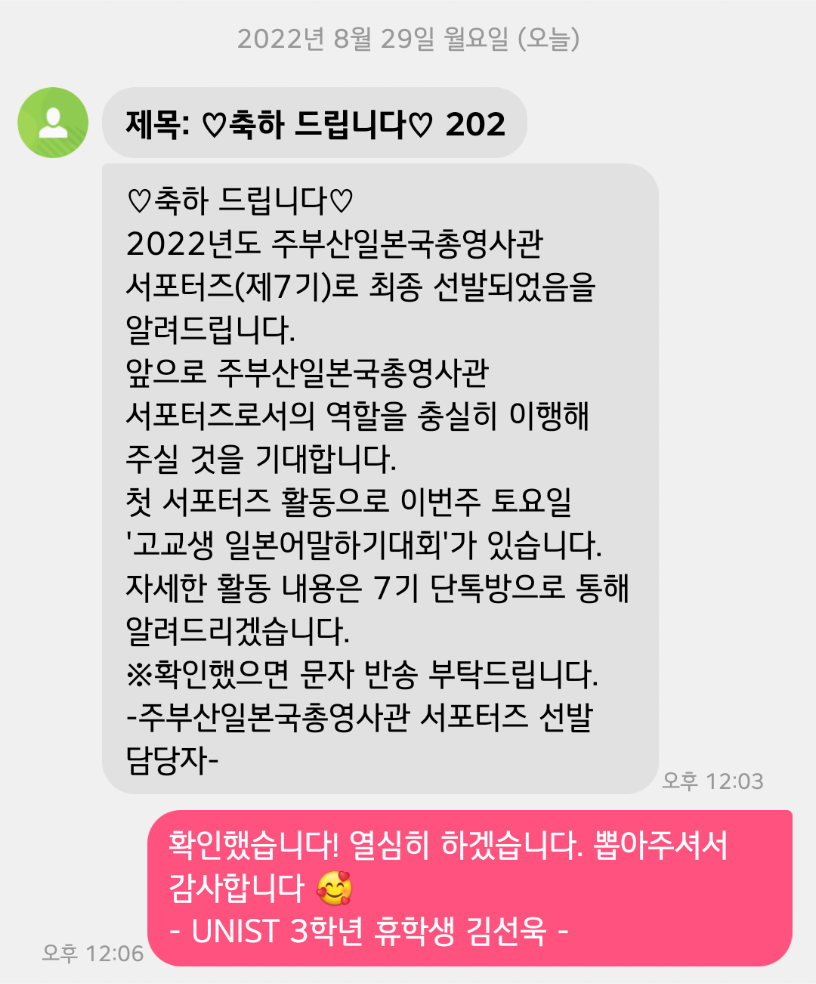 2022년 8월 29일 월요일 (오늘)
제목: ♡축하 드립니다♡ 202
♡축하 드립니다♡
2022년도 주부산일본국총영사관
서포터즈(제7기)로 최종 선발되었음을
알려드립니다.
앞으로 주부산일본국총영사관
서포터즈로서의 역할을 충실히 이행해
주실 것을 기대합니다.
첫 서포터즈 활동으로 이번주 토요일
'고교생 일본어말하기대회'가 있습니다.
자세한 활동 내용은 7기 단톡방으로 통해
알려드리겠습니다.
※확인했으면 문자 반송 부탁드립니다.
-주부산일본국총영사관 서포터즈 선발
담당자-
오후 12:03
확인했습니다! 열심히 하겠습니다. 뽑아주셔서
감사합니다 🥰
- UNIST 3학년 휴학생 김선욱 -
오후 12:06